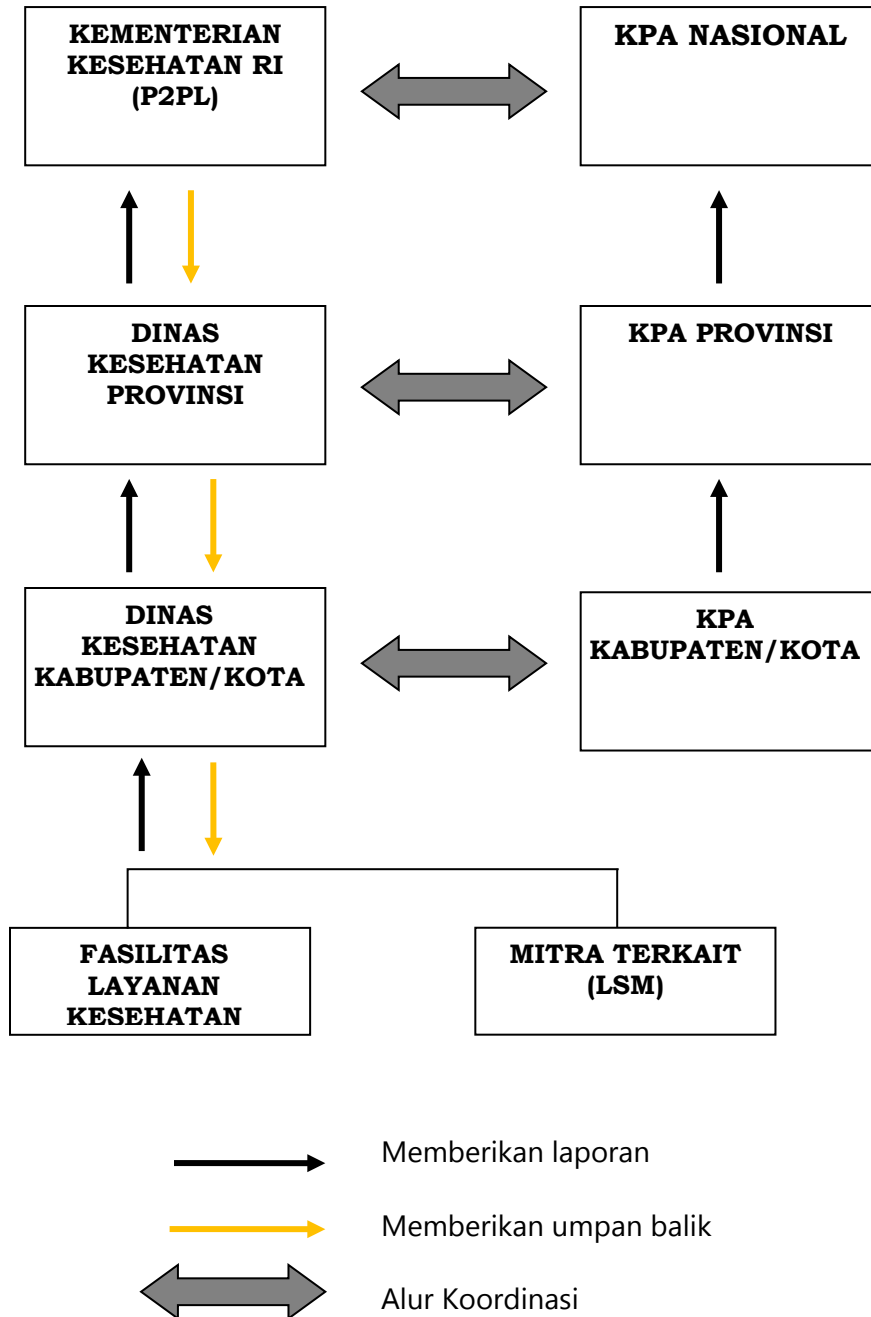 KEMENTERIAN
KESEHATAN RI
(P2PL)
KPA NASIONAL
DINAS
KESEHATAN
PROVINSI
KPA PROVINSI
DINAS
KESEHATAN
KABUPATEN/KOTA
KPA
KABUPATEN/KOTA
FASILITAS
LAYANAN
KESEHATAN
MITRA TERKAIT
(LSM)
Memberikan laporan
Memberikan umpan balik
Alur Koordinasi